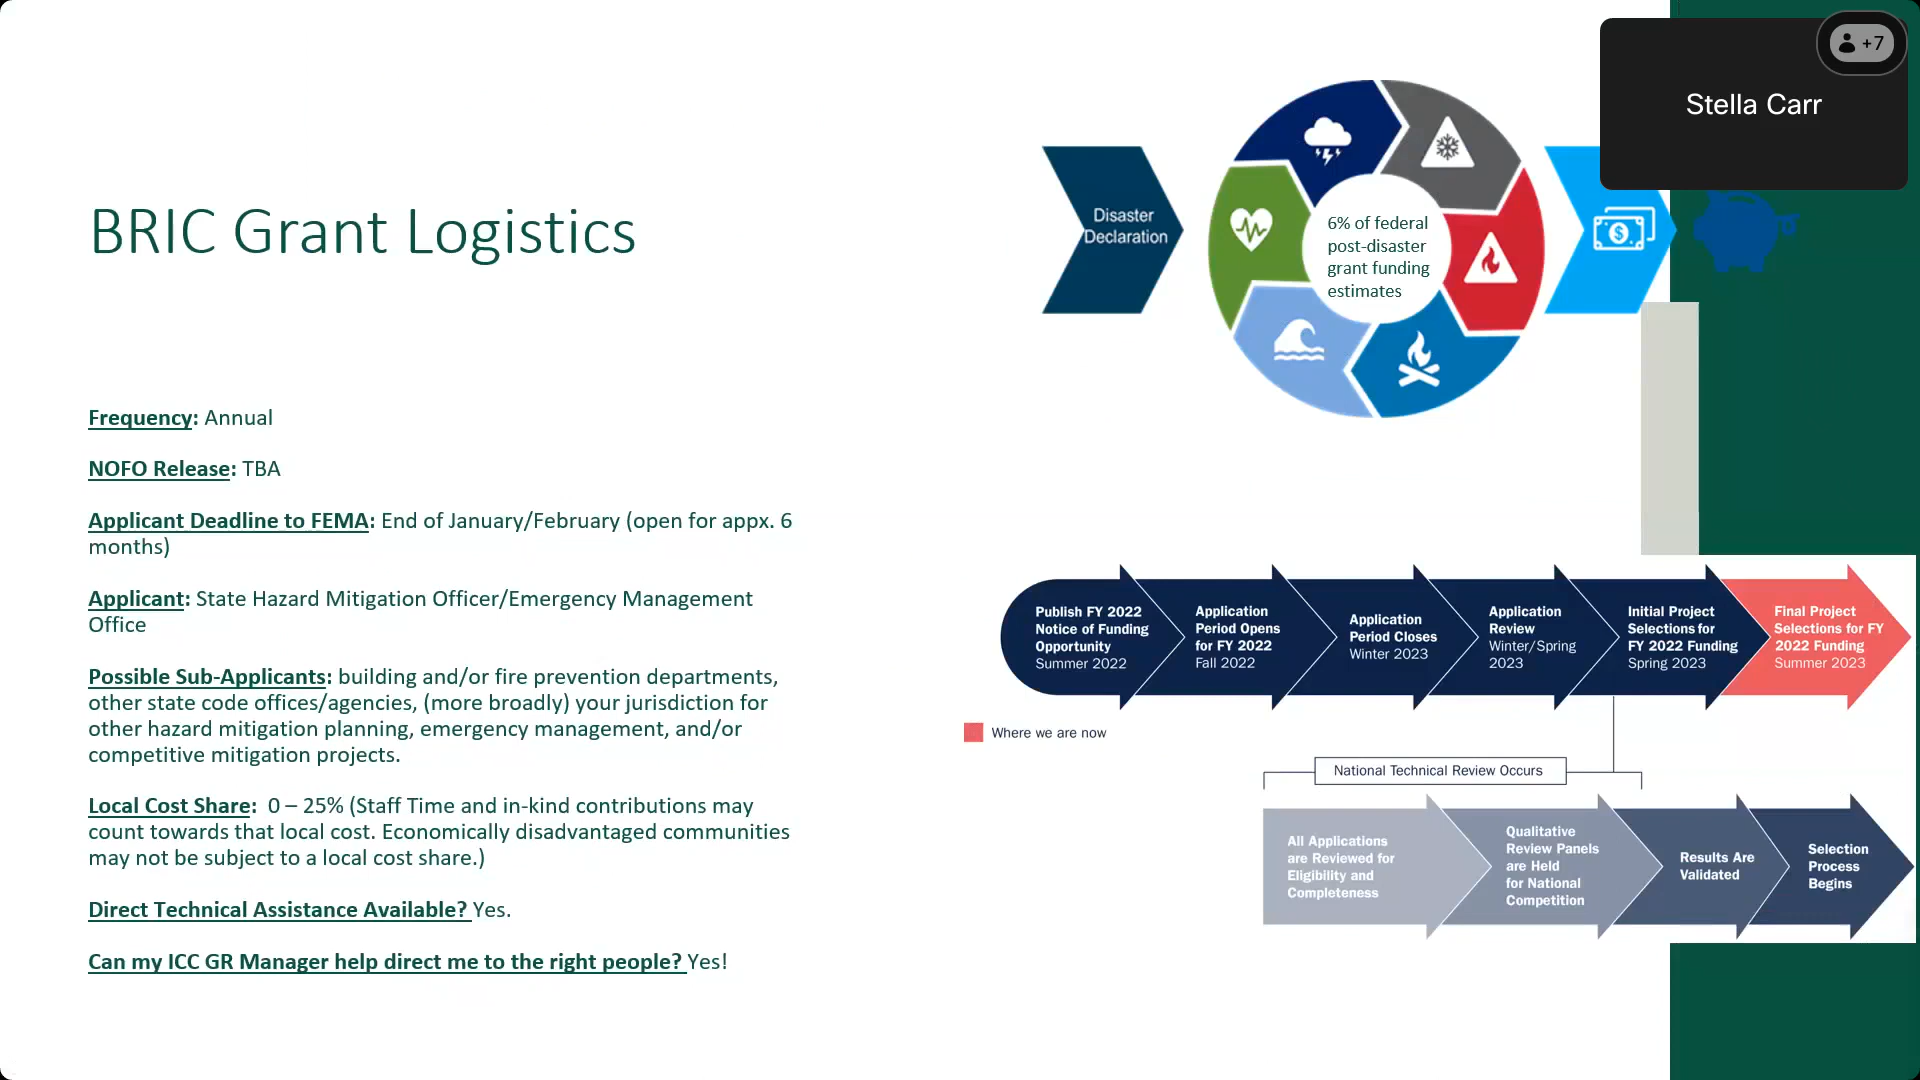 +7
Stella Carr
BRIC Grant Logistics
Frequency: Annual
NOFO Release: TBA
Applicant Deadline to FEMA: End of January/February (open for appx. 6
months)
Applicant: State Hazard Mitigation Officer/Emergency Management
Office
Possible Sub-Applicants: building and/or fire prevention departments,
other state code offices/agencies, (more broadly) your jurisdiction for
other hazard mitigation planning, emergency management, and/or
competitive mitigation projects.
Local Cost Share:  0 – 25% (Staff Time and in-kind contributions may
count towards that local cost. Economically disadvantaged communities
may not be subject to a local cost share.)
Direct Technical Assistance Available? Yes.
Can my ICC GR Manager help direct me to the right people? Yes!
Disaster
Declaration
6% of federal
post-disaster
grant funding
estimates
$
Publish FY 2022
Notice of Funding
Opportunity
Summer 2022
Application
Period Opens
for FY 2022
Fall 2022
Application
Period Closes
Winter 2023
Application
Review
Winter/Spring
2023
Initial Project
Selections for
FY 2022 Funding
Spring 2023
Final Project
Selections for FY
2022 Funding
Summer 2023
Where we are now
National Technical Review Occurs
All Applications
are Reviewed for
Eligibility and
Completeness
Qualitative
Review Panels
are Held
for National
Competition
Results Are
Validated
Selection
Process
Begins